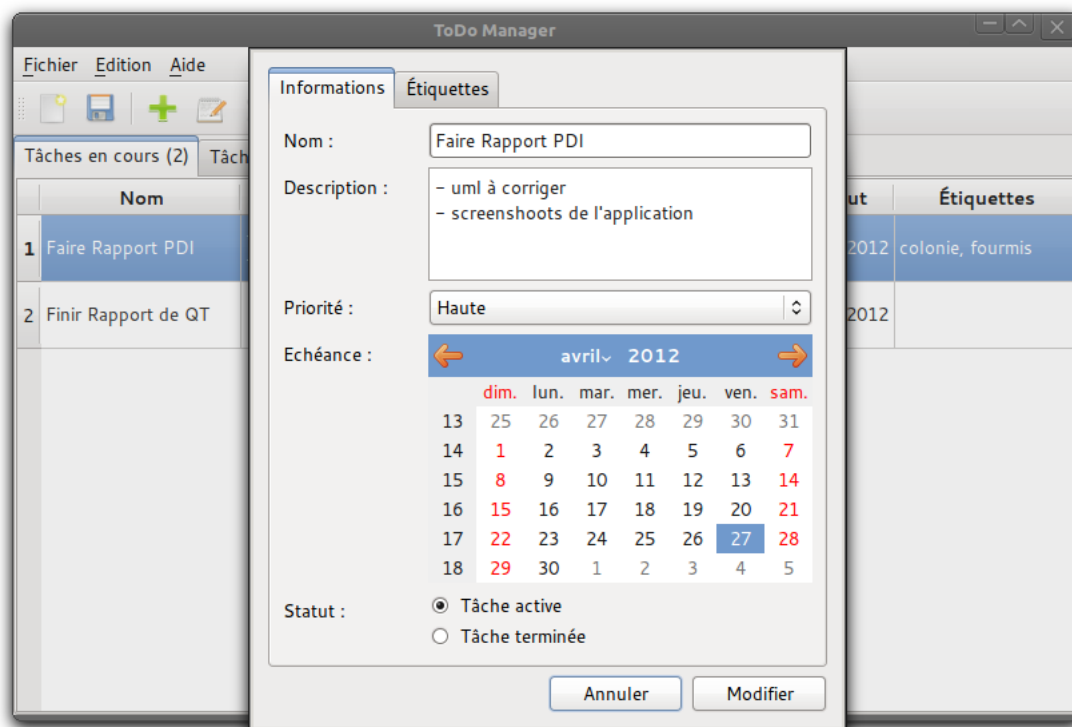 ToDo Manager
Fichier Edition Aide
Tâches en cours (2) Tâch
Nom ut Étiquettes
1 Faire Rapport PDI 2012 colonie, fourmis
2 Finir Rapport de QT 2012
Informations Étiquettes
Nom : Faire Rapport PDI
Description : – uml à corriger
– screenshoots de l'application
Priorité : Haute
Echéance : avril 2012
dim. lun. mar. mer. jeu. ven. sam.
13 25 26 27 28 29 30 31
14 1 2 3 4 5 6 7
15 8 9 10 11 12 13 14
16 15 16 17 18 19 20 21
17 22 23 24 25 26 27 28
18 29 30 1 2 3 4 5
Statut : Tâche active
Tâche terminée
Annuler Modifier